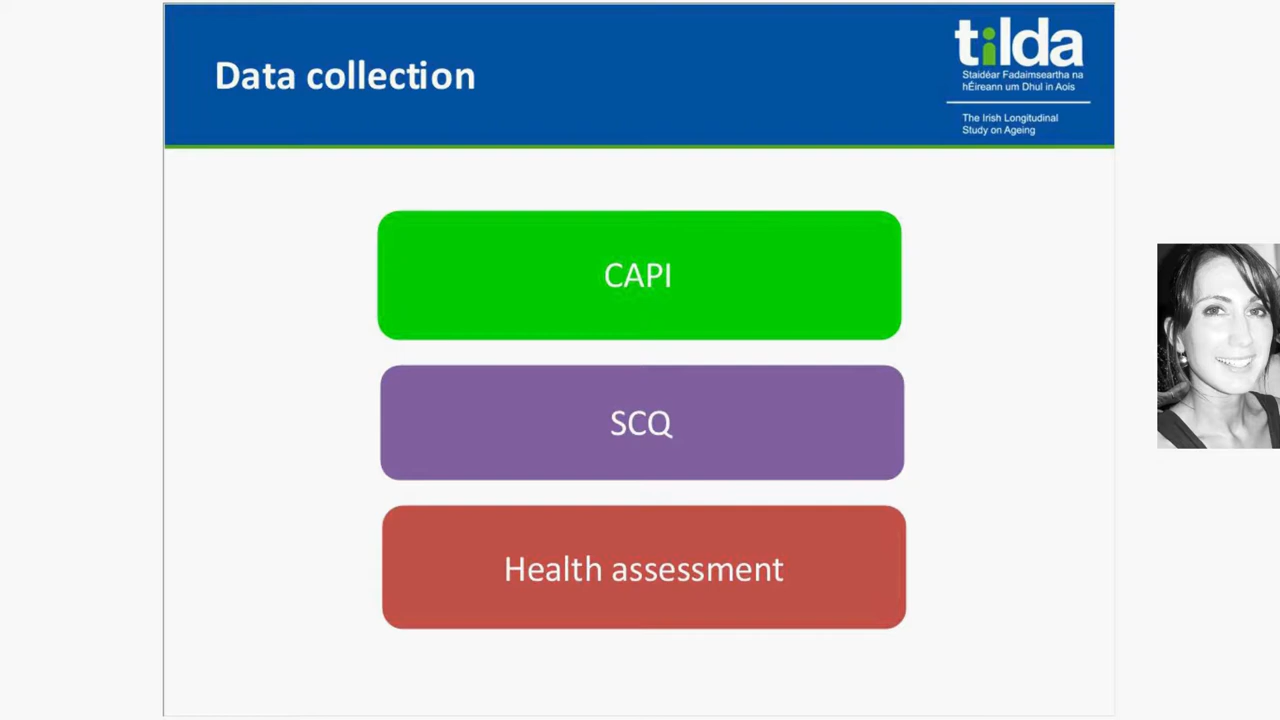 Data collection
tilda
Staidéar Fadaimseartha na
hÉireann um Dhul in Aois
The Irish Longitudinal
Study on Ageing
CAPI
SCQ
Health assessment